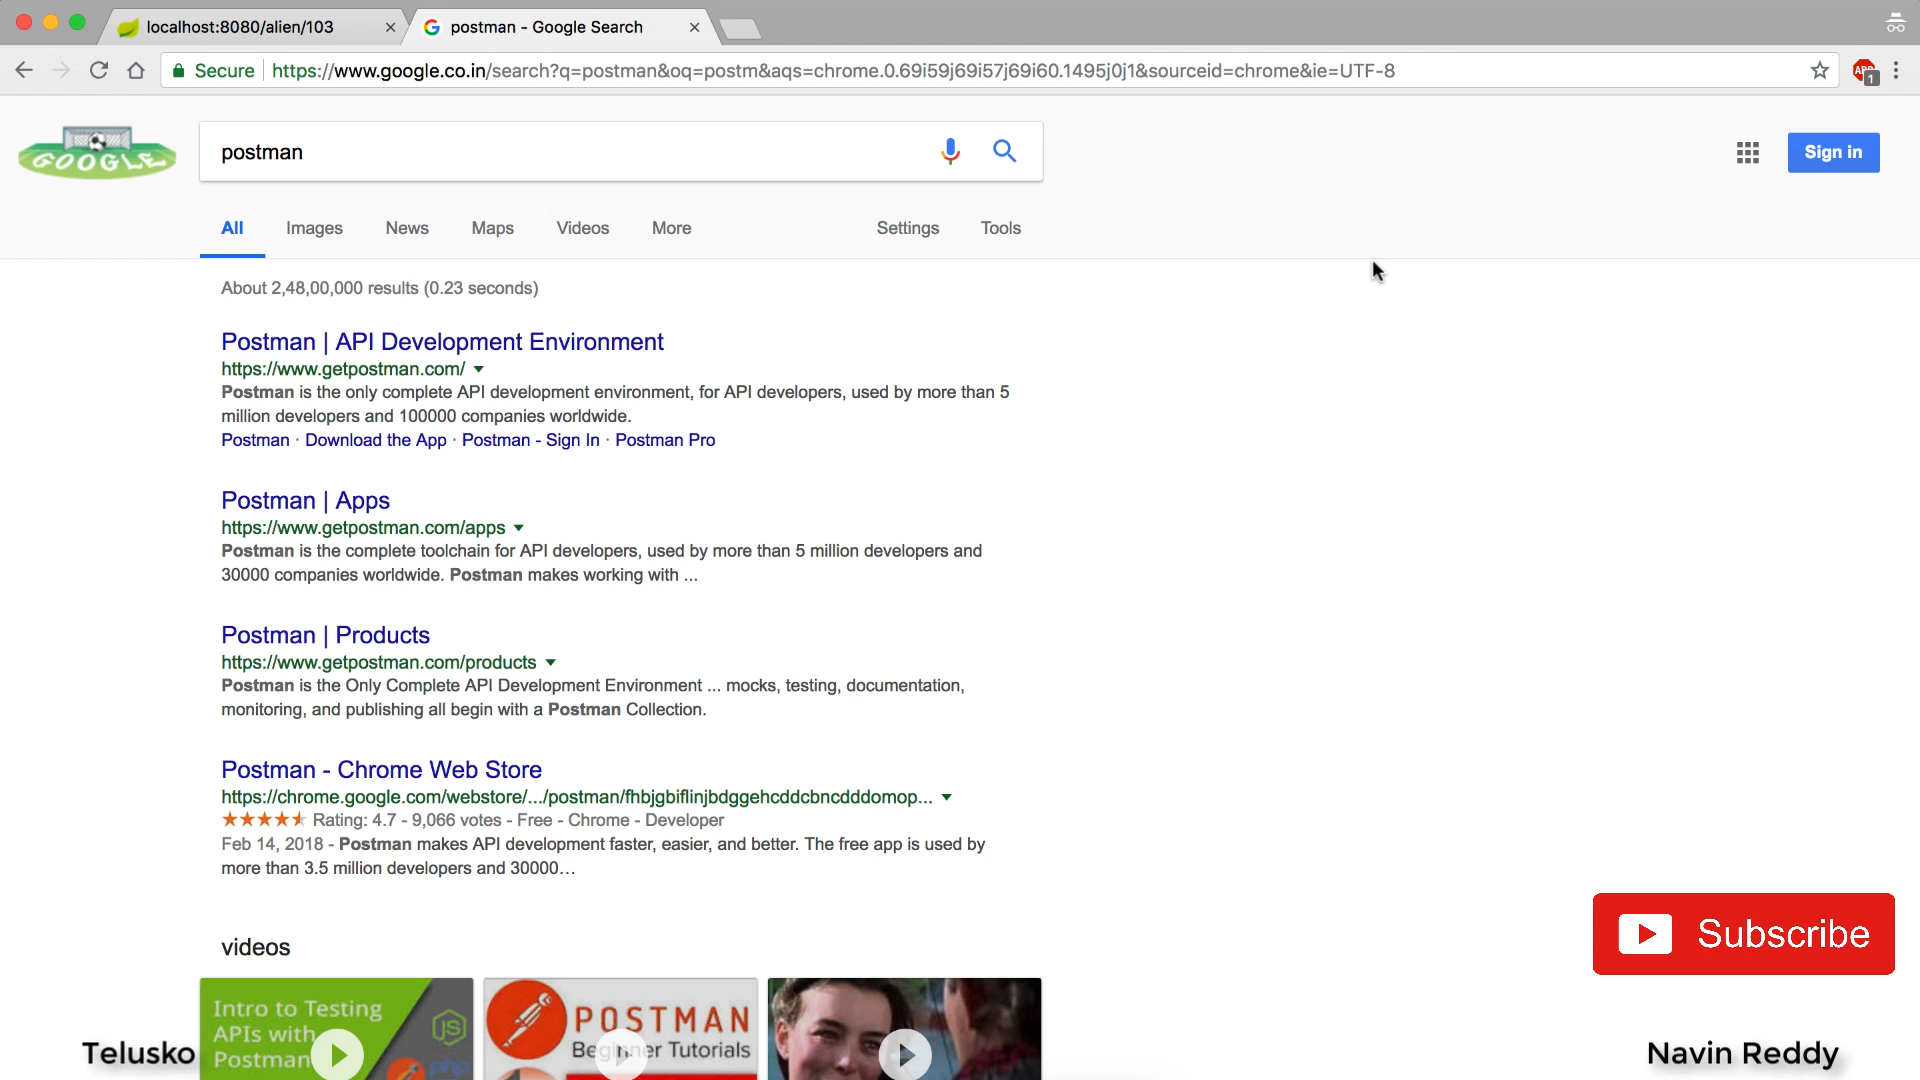 localhost:8080/alien/103
postman - Google Search
Secure
https://www.google.co.in/search?q=postman&oq=postm&aqs=chrome.0.69i59j69i57j69i60.1495j0j1&sourceid=chrome&ie=UTF-8
ABP
1
GOOGLE
postman
Sign in
All Images News Maps Videos More Settings Tools
About 2,48,00,000 results (0.23 seconds)
Postman | API Development Environment
https://www.getpostman.com/
Postman is the only complete API development environment, for API developers, used by more than 5
million developers and 100000 companies worldwide.
Postman · Download the App · Postman - Sign In · Postman Pro
Postman | Apps
https://www.getpostman.com/apps
Postman is the complete toolchain for API developers, used by more than 5 million developers and
30000 companies worldwide. Postman makes working with ...
Postman | Products
https://www.getpostman.com/products
Postman is the Only Complete API Development Environment ... mocks, testing, documentation,
monitoring, and publishing all begin with a Postman Collection.
Postman - Chrome Web Store
https://chrome.google.com/webstore/.../postman/fhbjgbiflinjbdggehcddcbncdddomop...
Rating: 4.7 - 9,066 votes - Free - Chrome - Developer
Feb 14, 2018 - Postman makes API development faster, easier, and better. The free app is used by
more than 3.5 million developers and 30000...
Subscribe
videos
Intro to Testing
APIs with
Postman
JS
php
POSTMAN
Beginner Tutorials
Telusko
Navin Reddy